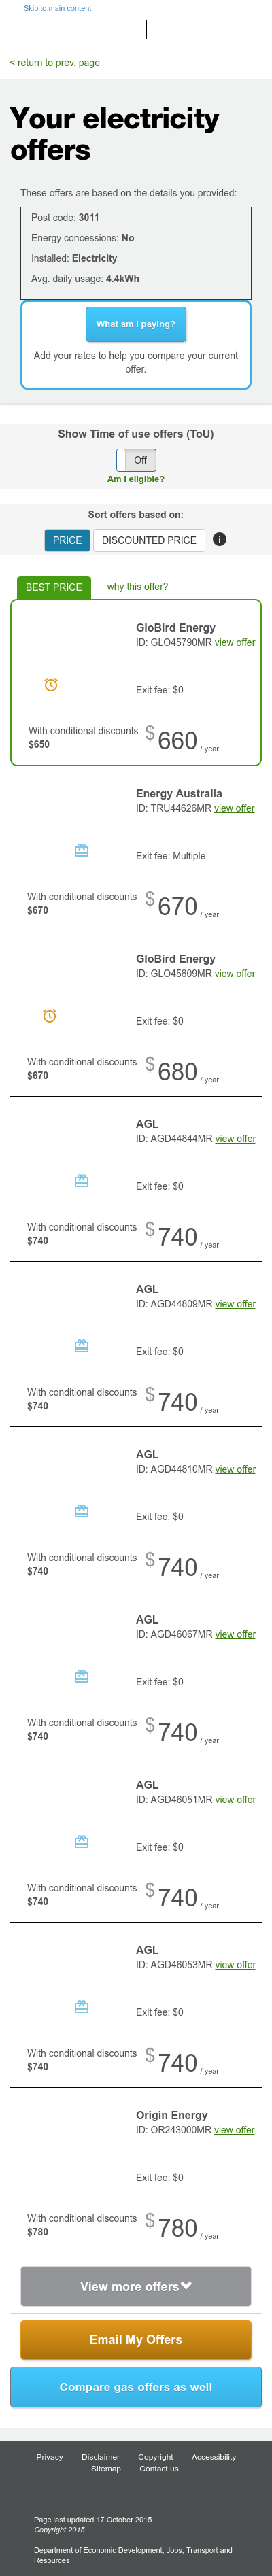 Skip to main content
< return to prev. page
Your electricity
offers
These offers are based on the details you provided:
Post code: 3011
Energy concessions: No
Installed: Electricity
Avg. daily usage: 4.4kWh
What am I paying?
Add your rates to help you compare your current
offer.
Show Time of use offers (ToU)
Off
Am I eligible?
Sort offers based on:
PRICE DISCOUNTED PRICE
BEST PRICE why this offer?
GloBird Energy
ID: GLO45790MR view offer
Exit fee: $0
With conditional discounts
$650
$660 / year
Energy Australia
ID: TRU44626MR view offer
Exit fee: Multiple
With conditional discounts
$670
$670 / year
GloBird Energy
ID: GLO45809MR view offer
Exit fee: $0
With conditional discounts
$670
$680 / year
AGL
ID: AGD44844MR view offer
Exit fee: $0
With conditional discounts
$740
$740 / year
AGL
ID: AGD44809MR view offer
Exit fee: $0
With conditional discounts
$740
$740 / year
AGL
ID: AGD44810MR view offer
Exit fee: $0
With conditional discounts
$740
$740 / year
AGL
ID: AGD46067MR view offer
Exit fee: $0
With conditional discounts
$740
$740 / year
AGL
ID: AGD46051MR view offer
Exit fee: $0
With conditional discounts
$740
$740 / year
AGL
ID: AGD46053MR view offer
Exit fee: $0
With conditional discounts
$740
$740 / year
Origin Energy
ID: OR243000MR view offer
Exit fee: $0
With conditional discounts
$780
$780 / year
View more offers
Email My Offers
Compare gas offers as well
Privacy Disclaimer Copyright Accessibility
Sitemap Contact us
Page last updated 17 October 2015
Copyright 2015
Department of Economic Development, Jobs, Transport and
Resources